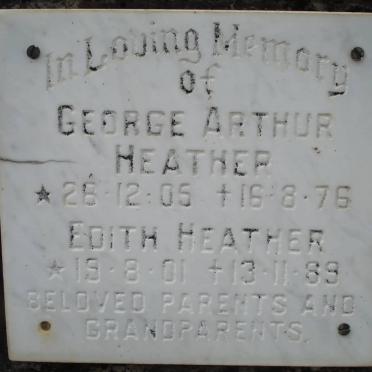 In Loving Memory
of
GEORGE ARTHUR
HEATHER
★ 26·12·05 †16·8·76
EDITH HEATHER
★ 19·8·01 †13·11·89
BELOVED PARENTS AND
GRANDPARENTS.